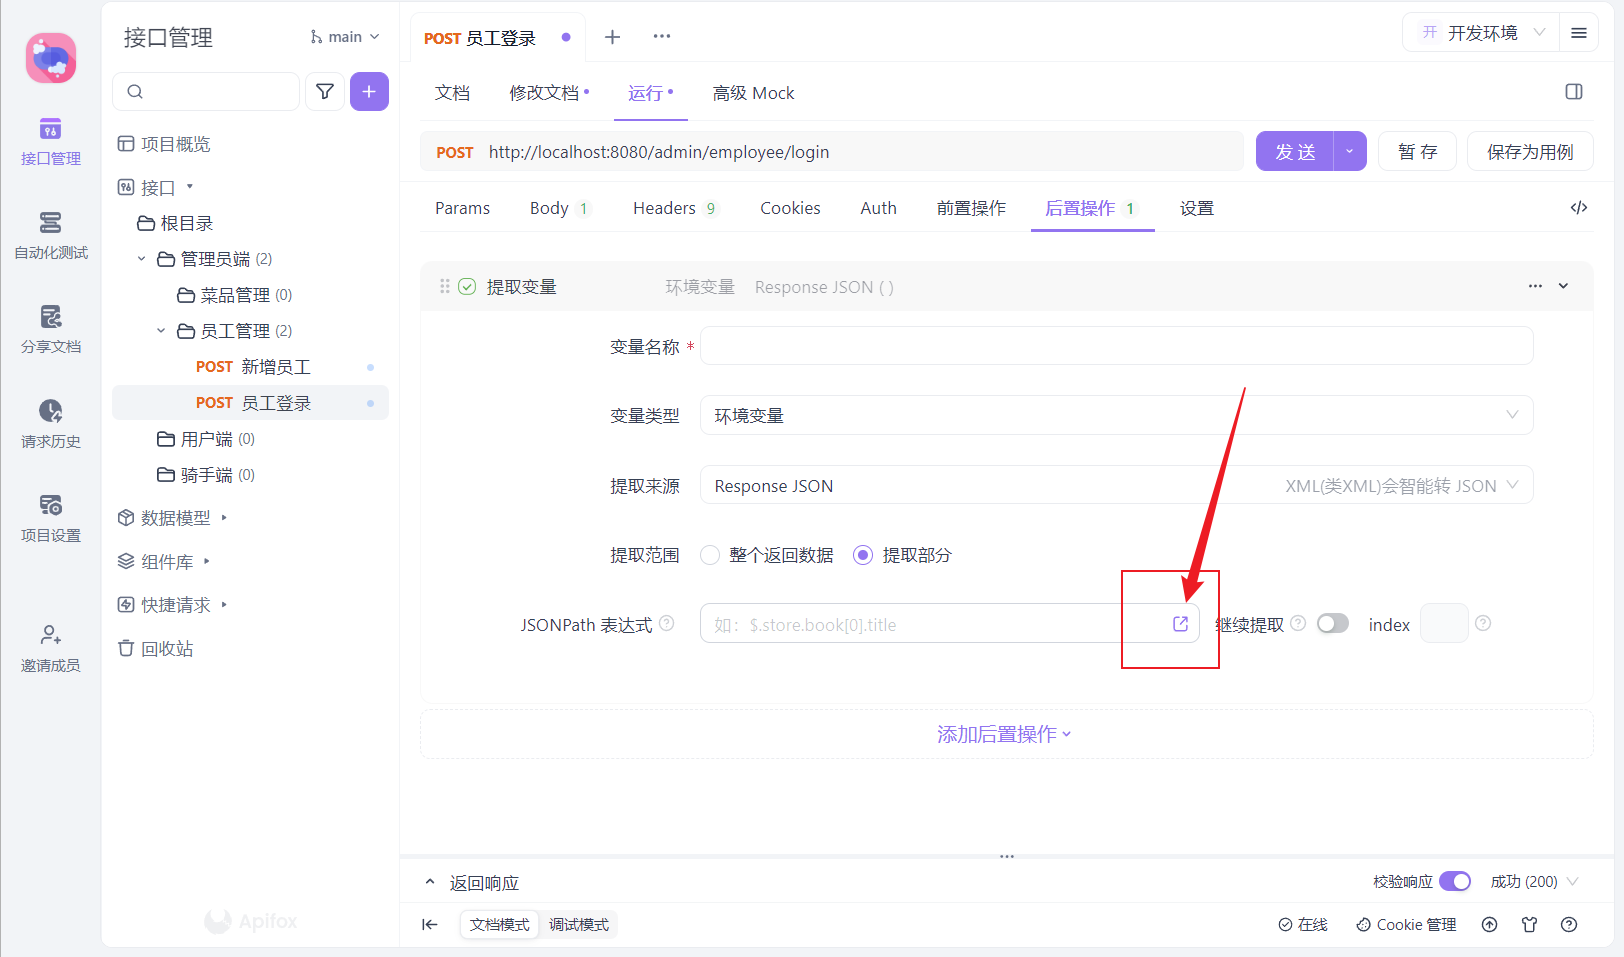 接口管理
main
接口管理
自动化测试
分享文档
请求历史
项目设置
邀请成员
项目概览
接口
根目录
管理员端 (2)
菜品管理 (0)
员工管理 (2)
POST 新增员工
POST 员工登录
用户端 (0)
骑手端 (0)
数据模型
组件库
快捷请求
回收站
Apifox
POST 员工登录
开 开发环境
文档 修改文档 运行 高级 Mock
POST http://localhost:8080/admin/employee/login
发 送 暂 存 保存为用例
Params Body 1 Headers 9 Cookies Auth 前置操作 后置操作 1 设置
提取变量 环境变量 Response JSON ( )
变量名称 *
变量类型 环境变量
提取来源 Response JSON XML(类XML)会智能转 JSON
提取范围 整个返回数据 提取部分
JSONPath 表达式 如：$.store.book[0].title 继续提取 index
添加后置操作
返回响应 校验响应 成功 (200)
文档模式 调试模式 在线 Cookie 管理